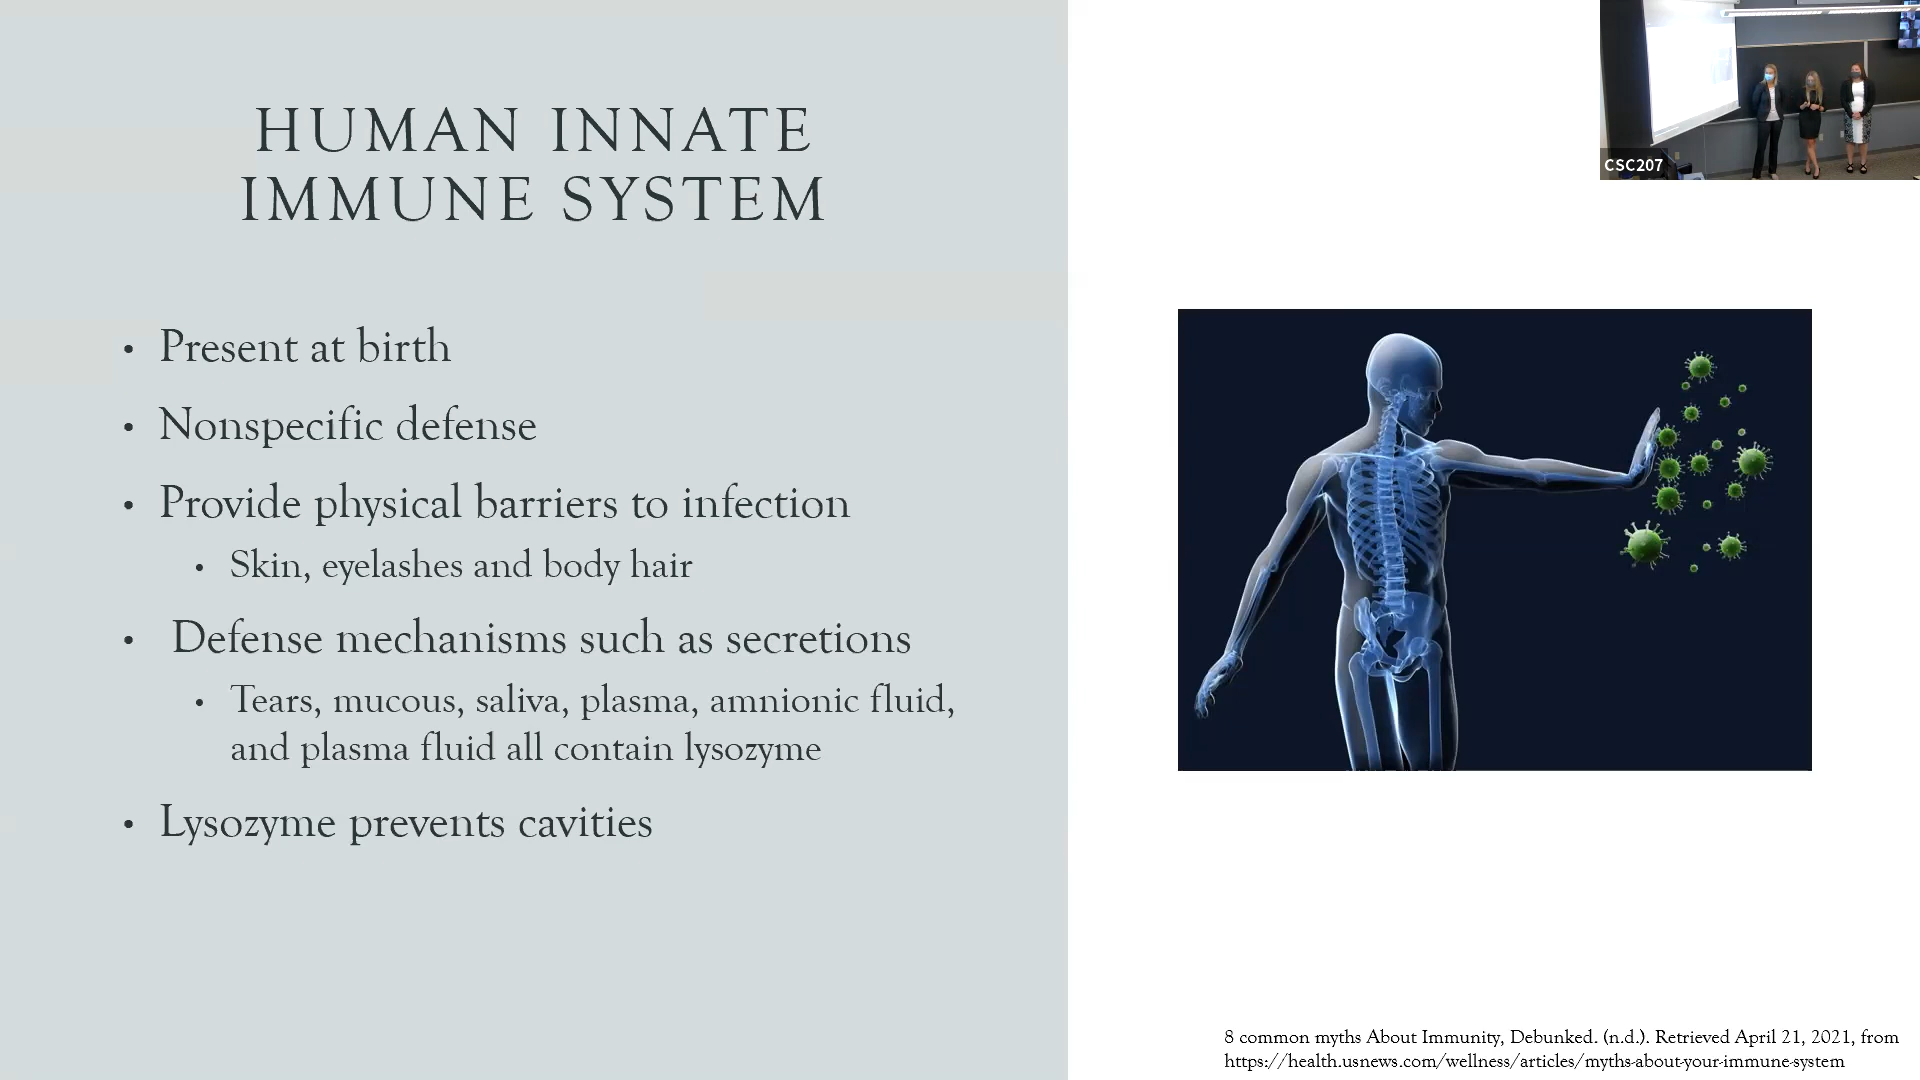 HUMAN INNATE
IMMUNE SYSTEM
• Present at birth
• Nonspecific defense
• Provide physical barriers to infection
• Skin, eyelashes and body hair
• Defense mechanisms such as secretions
• Tears, mucous, saliva, plasma, amnionic fluid,
and plasma fluid all contain lysozyme
• Lysozyme prevents cavities
CSC207
8 common myths About Immunity, Debunked. (n.d.). Retrieved April 21, 2021, from
https://health.usnews.com/wellness/articles/myths-about-your-immune-system